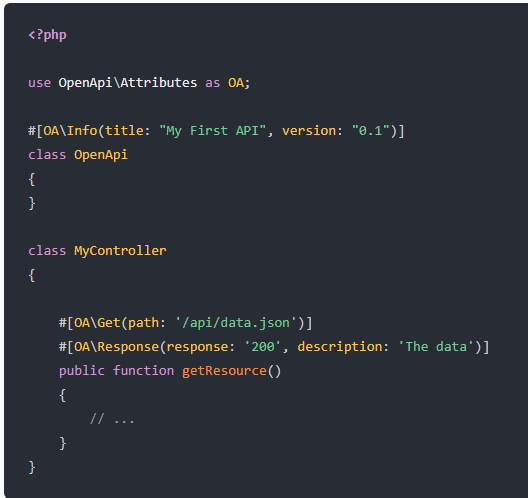 <?php
use OpenApi\Attributes as OA;
#[OA\Info(title: "My First API", version: "0.1")]
class OpenApi
{
}
class MyController
{
#[OA\Get(path: '/api/data.json')]
#[OA\Response(response: '200', description: 'The data')]
public function getResource()
{
// ...
}
}